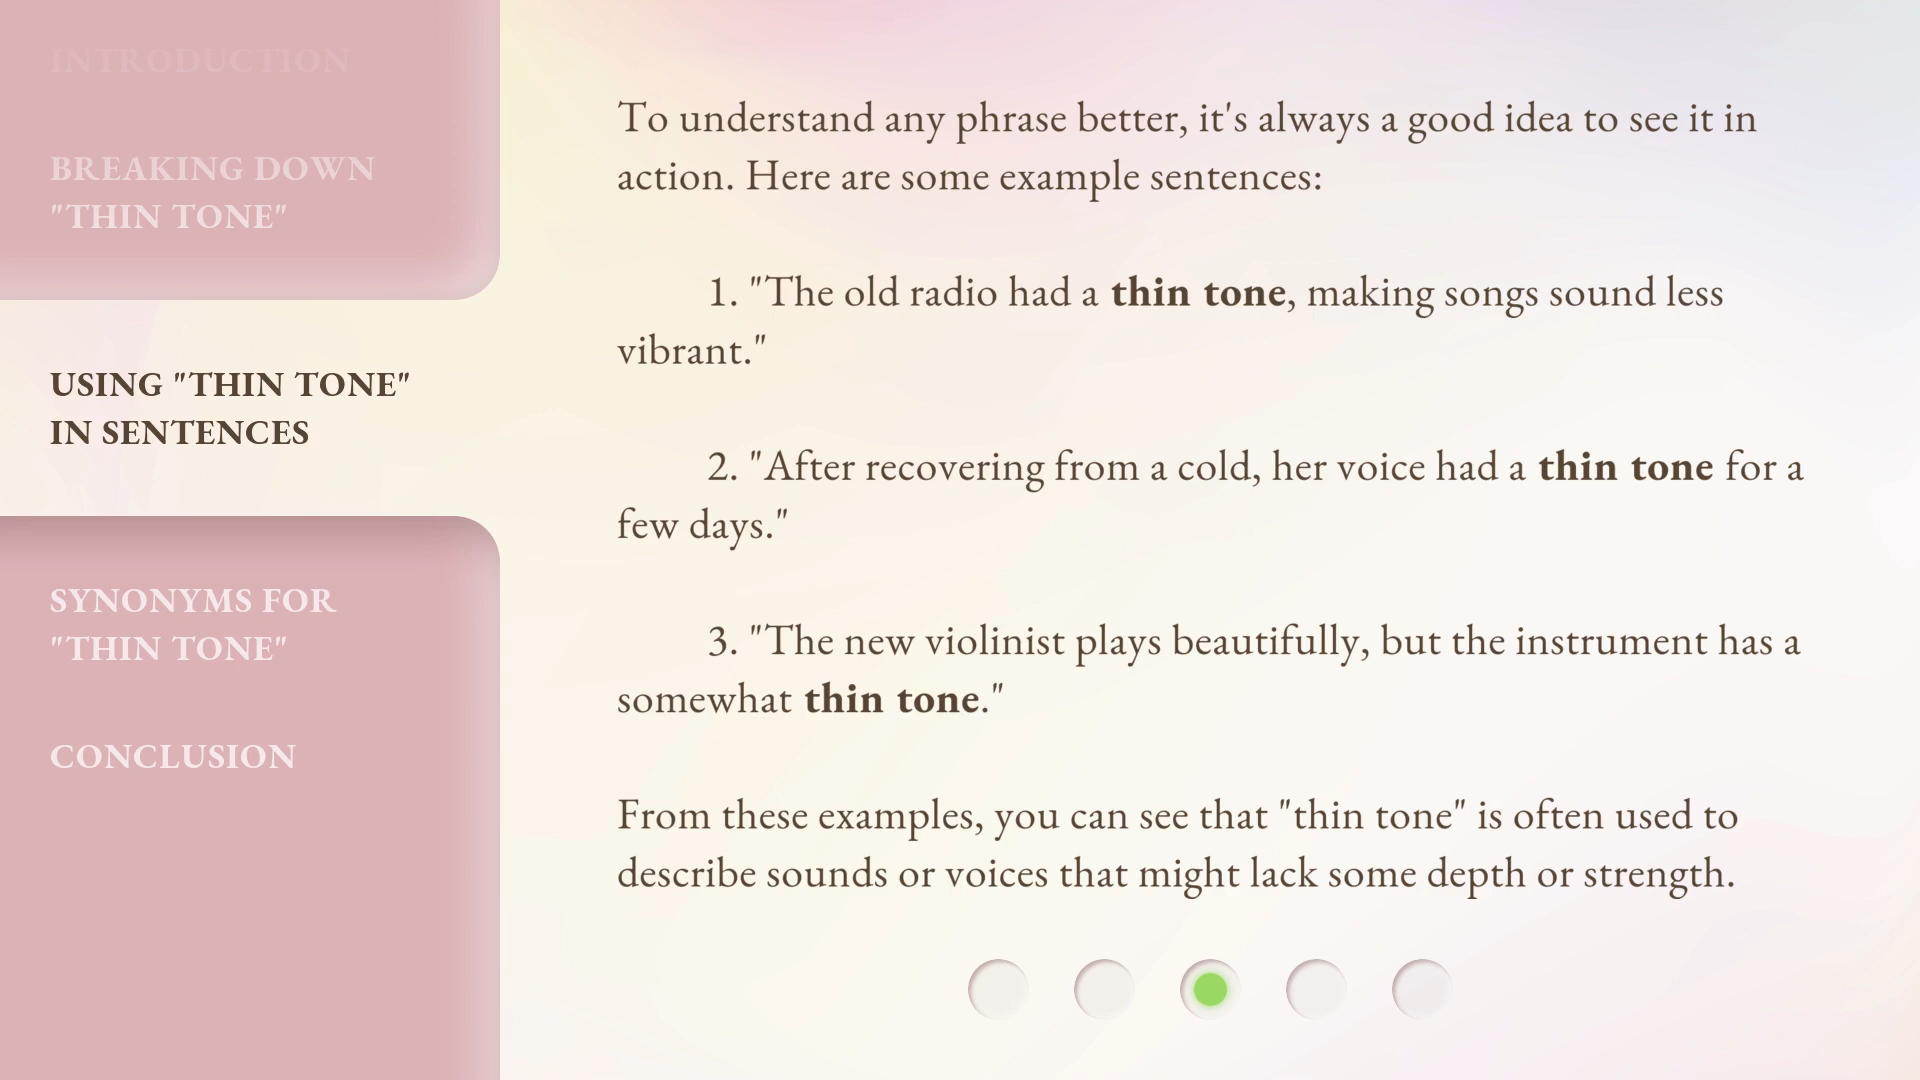 INTRODUCTION
BREAKING DOWN
"THIN TONE"
USING "THIN TONE"
IN SENTENCES
SYNONYMS FOR
"THIN TONE"
CONCLUSION
To understand any phrase better, it's always a good idea to see it in
action. Here are some example sentences:
1. "The old radio had a thin tone, making songs sound less
vibrant."
2. "After recovering from a cold, her voice had a thin tone for a
few days."
3. "The new violinist plays beautifully, but the instrument has a
somewhat thin tone."
From these examples, you can see that "thin tone" is often used to
describe sounds or voices that might lack some depth or strength.